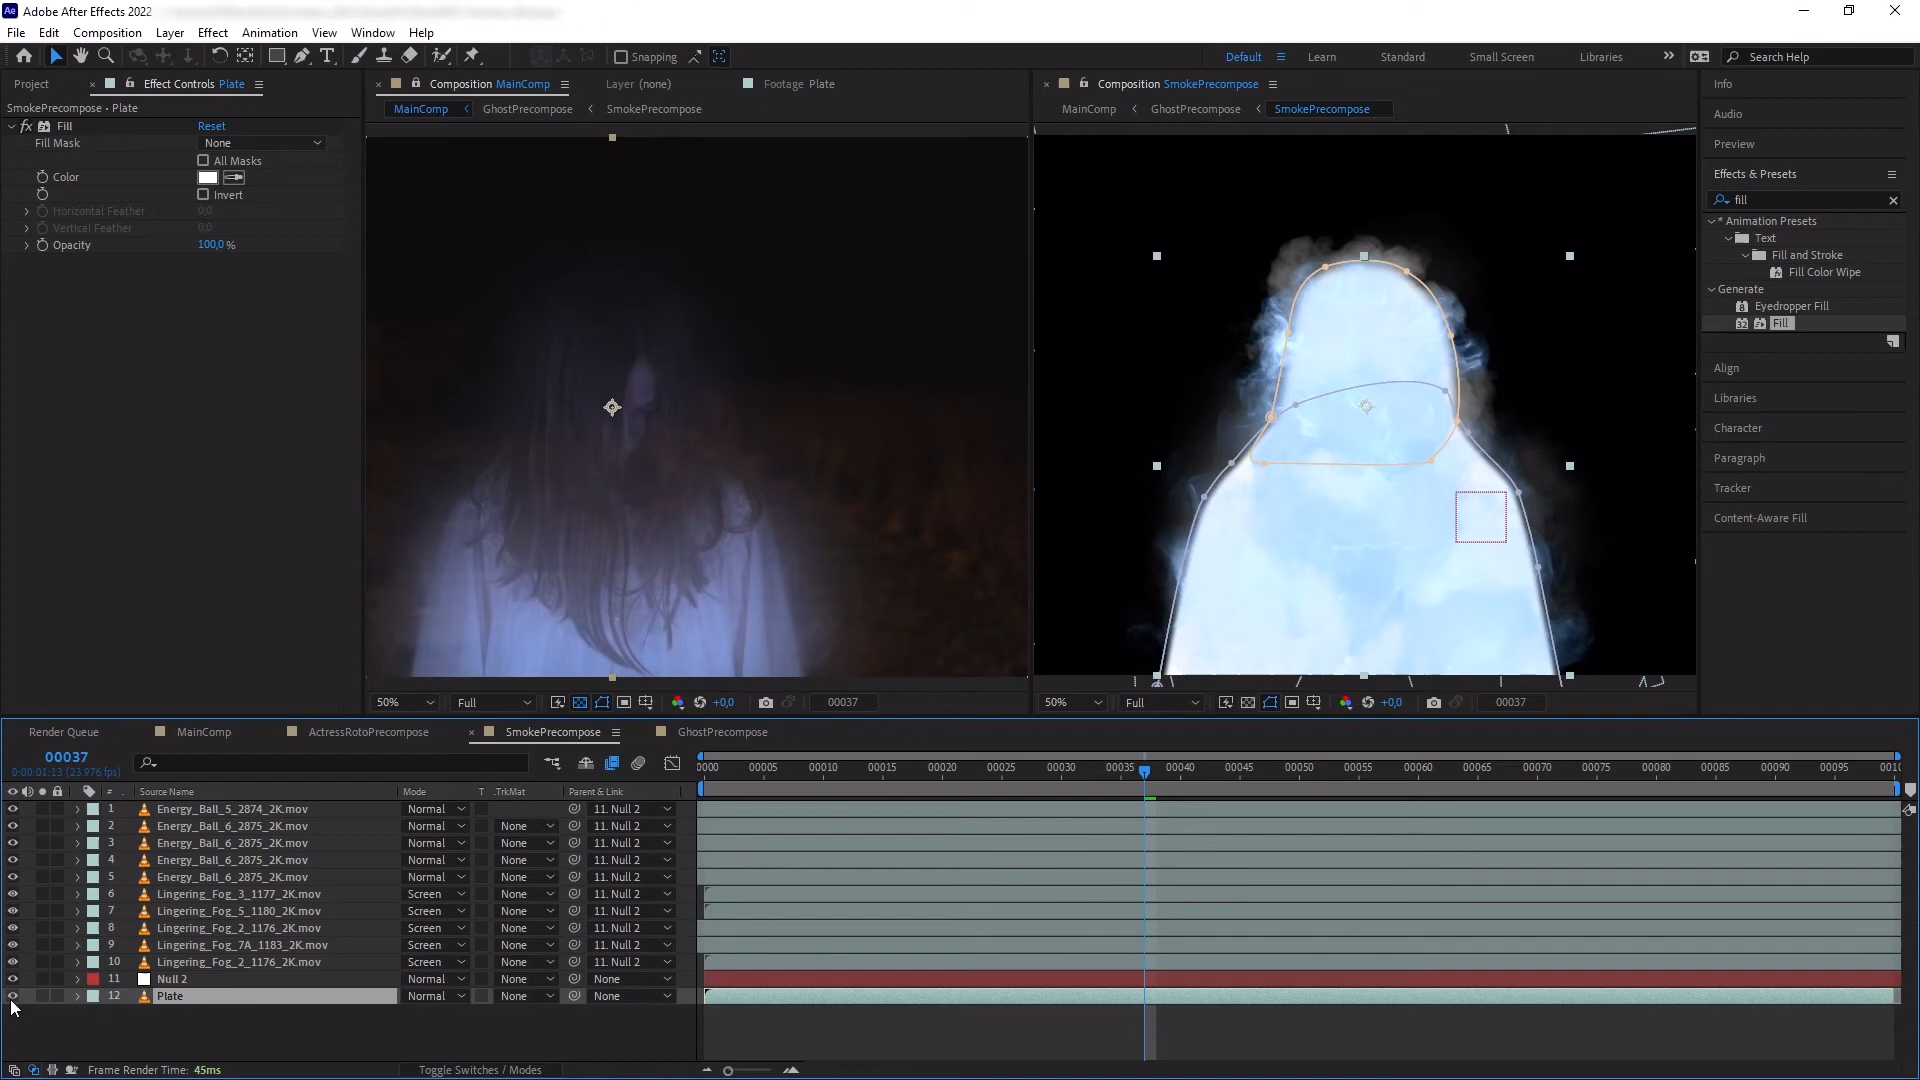 Ae Adobe After Effects 2022
File Edit Composition Layer Effect Animation View Window Help
T Snapping Default Learn Standard Small Screen Libraries Search Help
Project Effect Controls Plate
SmokePrecompose • Plate
fx Fill Reset
Fill Mask None
All Masks
Color
Invert
Horizontal Feather 0,0
Vertical Feather 0,0
Opacity 100,0 %
Composition MainComp Layer (none) Footage Plate
MainComp GhostPrecompose SmokePrecompose
50% Full +0,0 00037
Composition SmokePrecompose
MainComp GhostPrecompose SmokePrecompose
50% Full +0,0 00037
Info
Audio
Preview
Effects & Presets
fill
* Animation Presets
Text
Fill and Stroke
Fill Color Wipe
Generate
Eyedropper Fill
32 Fill
Align
Libraries
Character
Paragraph
Tracker
Content-Aware Fill
Render Queue MainComp ActressRotoPrecompose SmokePrecompose GhostPrecompose
00037
0:00:01:13 (23.976 fps)
0000 00005 00010 00015 00020 00025 00030 00035 00040 00045 00050 00055 00060 00065 00070 00075 00080 00085 00090 00095 0010
# Source Name Mode T .TrkMat Parent & Link
1 Energy_Ball_5_2874_2K.mov Normal 11. Null 2
2 Energy_Ball_6_2875_2K.mov Normal None 11. Null 2
3 Energy_Ball_6_2875_2K.mov Normal None 11. Null 2
4 Energy_Ball_6_2875_2K.mov Normal None 11. Null 2
5 Energy_Ball_6_2875_2K.mov Normal None 11. Null 2
6 Lingering_Fog_3_1177_2K.mov Screen None 11. Null 2
7 Lingering_Fog_5_1180_2K.mov Screen None 11. Null 2
8 Lingering_Fog_2_1176_2K.mov Screen None 11. Null 2
9 Lingering_Fog_7A_1183_2K.mov Screen None 11. Null 2
10 Lingering_Fog_2_1176_2K.mov Screen None 11. Null 2
11 Null 2 Normal None None
12 Plate Normal None None
Frame Render Time: 45ms Toggle Switches / Modes